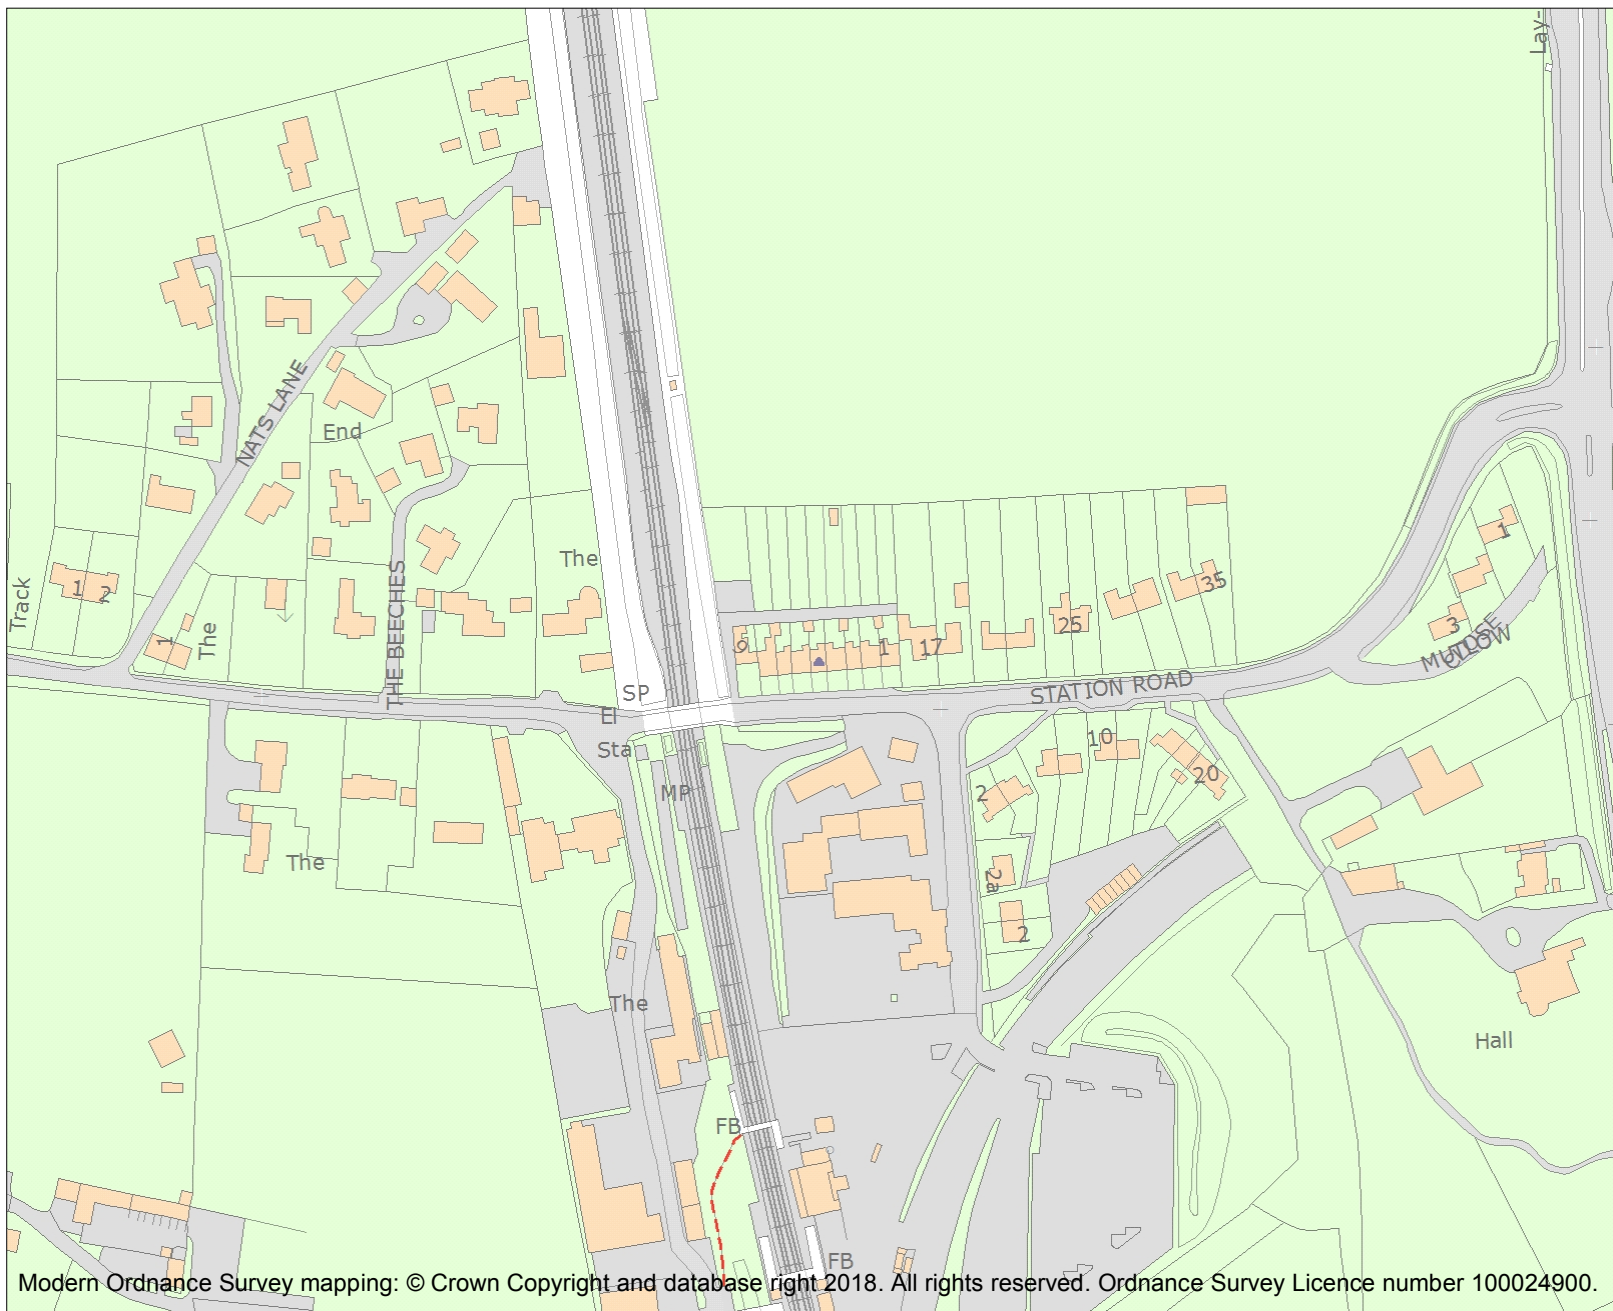 Lay-
NATS LANE
End
The
Track
1
2
1
The
THE BEECHES
9
1
17
25
35
1
3
MUTLOW
CLOSE
SP
El
Sta
STATION ROAD
MP
10
2
20
The
2a
2
The
Hall
FB
FB
Modern Ordnance Survey mapping: © Crown Copyright and database right 2018. All rights reserved. Ordnance Survey Licence number 100024900.